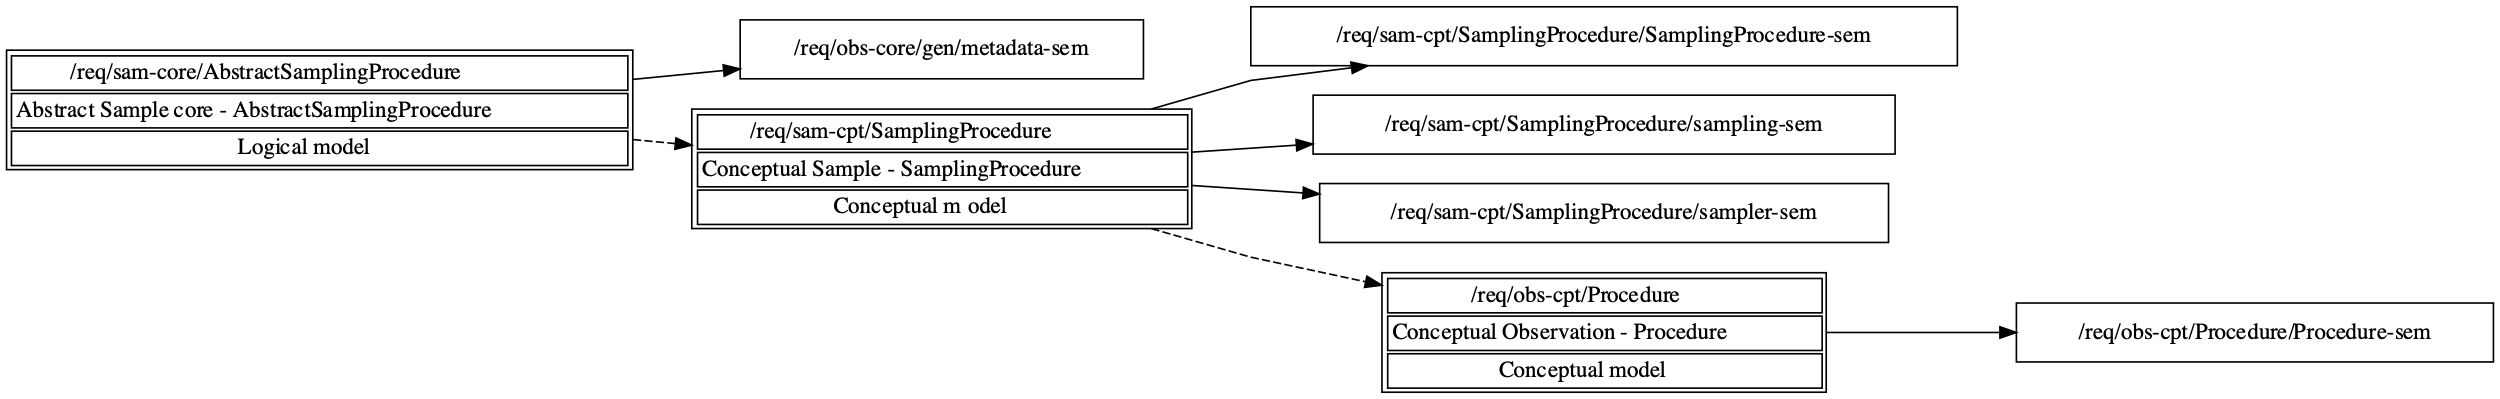 /req/sam-core/AbstractSamplingProcedure
Abstract Sample core - AbstractSamplingProcedure
Logical model
/req/obs-core/gen/metadata-sem
/req/sam-cpt/SamplingProcedure
Conceptual Sample - SamplingProcedure
Conceptual m odel
/req/sam-cpt/SamplingProcedure/SamplingProcedure-sem
/req/sam-cpt/SamplingProcedure/sampling-sem
/req/sam-cpt/SamplingProcedure/sampler-sem
/req/obs-cpt/Procedure
Conceptual Observation - Procedure
Conceptual model
/req/obs-cpt/Procedure/Procedure-sem